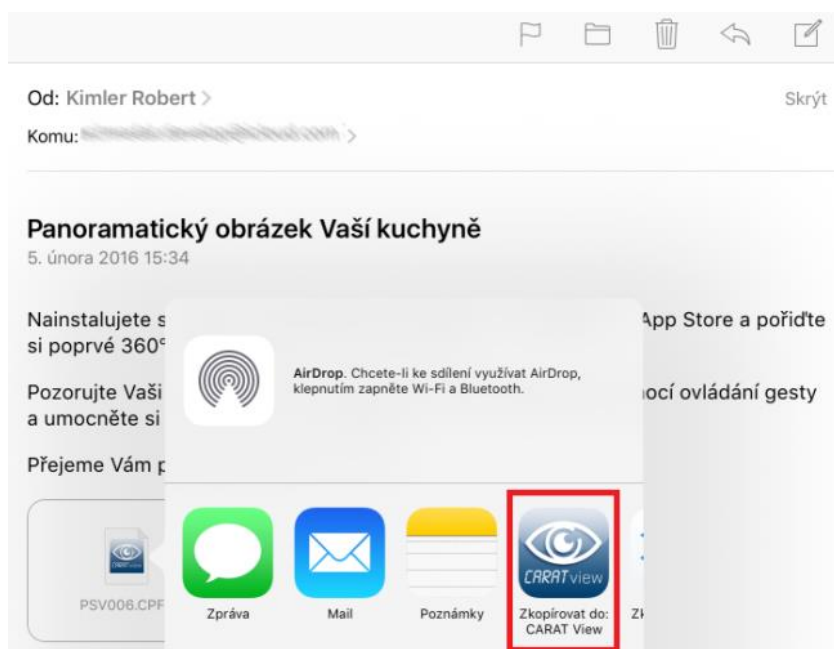 Od: Kimler Robert
Skrýt
Komu:
Panoramatický obrázek Vaší kuchyně
5. února 2016 15:34
Nainstalujete s
App Store a pořiďte
si poprvé 360°
AirDrop. Chcete-li ke sdílení využívat AirDrop,
klepnutím zapněte Wi-Fi a Bluetooth.
Pozorujte Vaši
ocí ovládání gesty
a umocněte si
Přejeme Vám p
CARAT
PSV006.CPF
CARATview
Zpráva
Mail
Poznámky
Zkopírovat do:
CARAT View
Zk